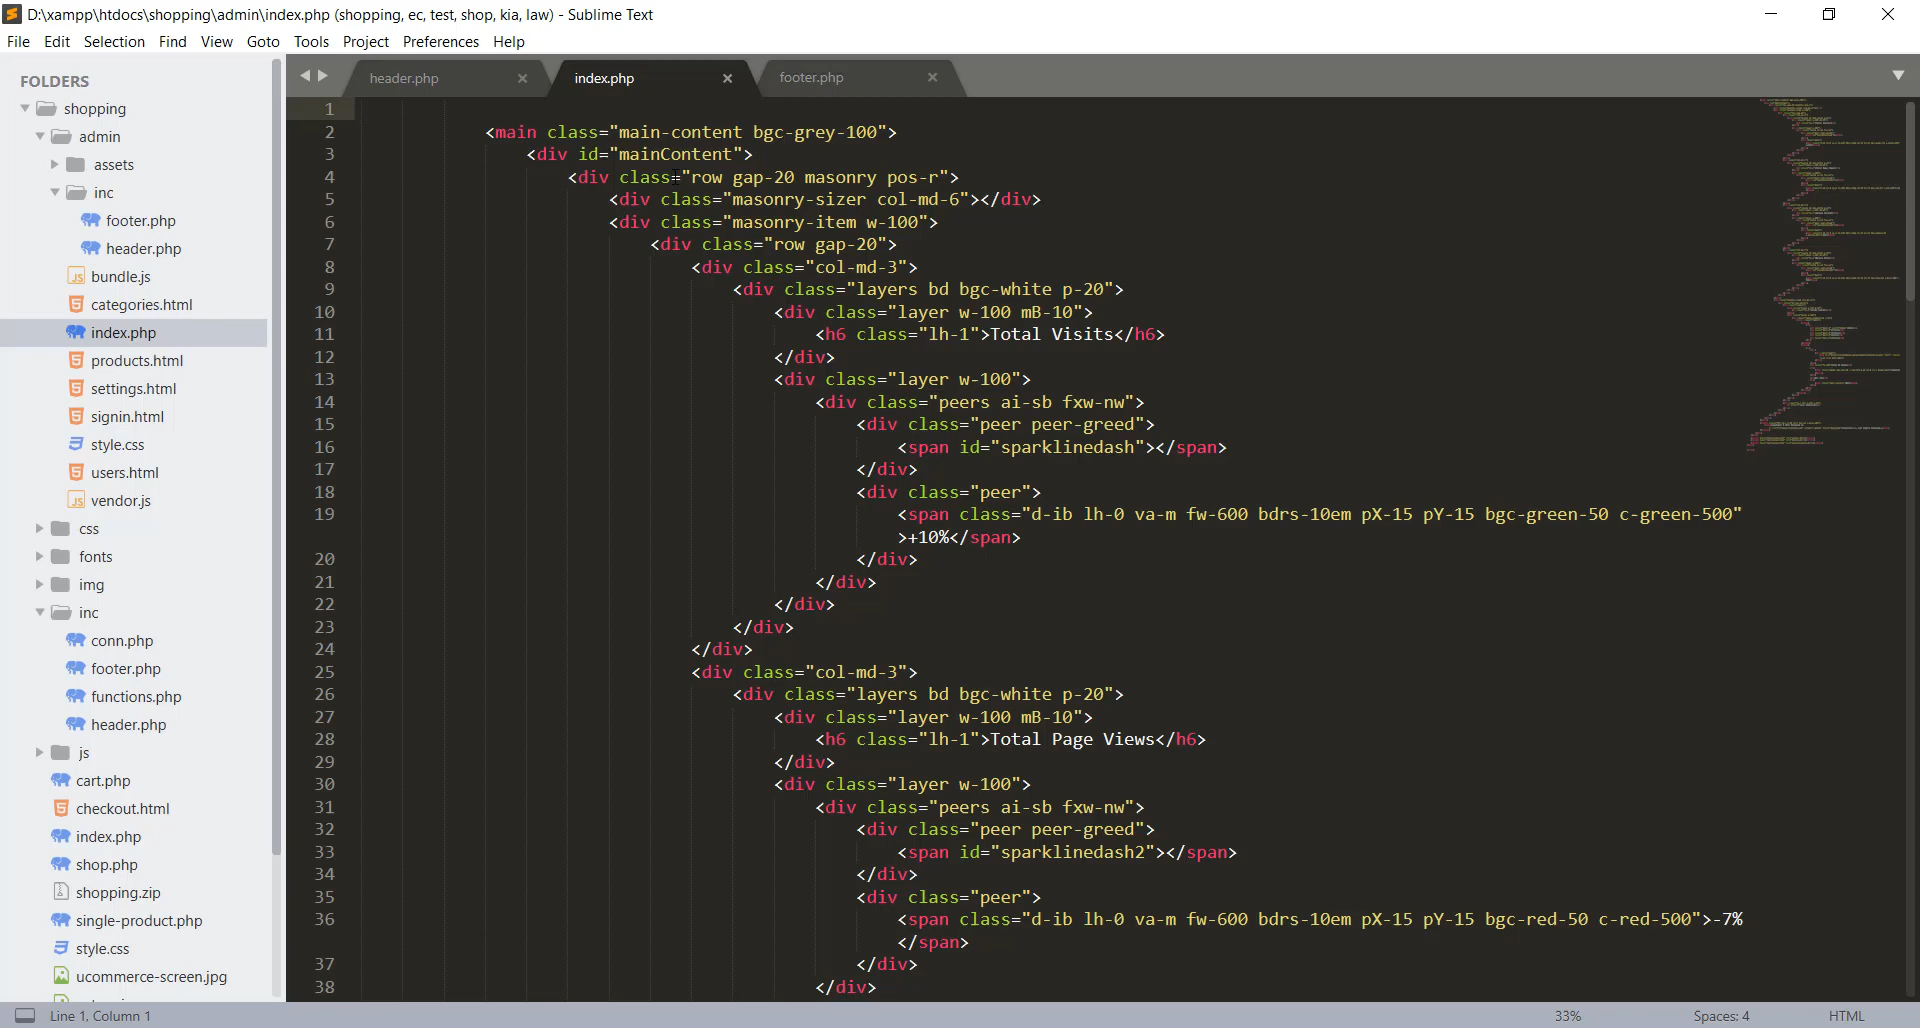 D:\xampp\htdocs\shopping\admin\index.php (shopping, ec, test, shop, kia, law) - Sublime Text
File Edit Selection Find View Goto Tools Project Preferences Help
FOLDERS
shopping
admin
assets
inc
footer.php
header.php
bundle.js
categories.html
index.php
products.html
settings.html
signin.html
style.css
users.html
vendor.js
css
fonts
img
inc
conn.php
footer.php
functions.php
header.php
js
cart.php
checkout.html
index.php
shop.php
shopping.zip
single-product.php
style.css
ucommerce-screen.jpg
header.php index.php footer.php
1
2 <main class="main-content bgc-grey-100">
3 <div id="mainContent">
4 <div class="row gap-20 masonry pos-r">
5 <div class="masonry-sizer col-md-6"></div>
6 <div class="masonry-item w-100">
7 <div class="row gap-20">
8 <div class="col-md-3">
9 <div class="layers bd bgc-white p-20">
10 <div class="layer w-100 mB-10">
11 <h6 class="lh-1">Total Visits</h6>
12 </div>
13 <div class="layer w-100">
14 <div class="peers ai-sb fxw-nw">
15 <div class="peer peer-greed">
16 <span id="sparklinedash"></span>
17 </div>
18 <div class="peer">
19 <span class="d-ib lh-0 va-m fw-600 bdrs-10em pX-15 pY-15 bgc-green-50 c-green-500"
>+10%</span>
20 </div>
21 </div>
22 </div>
23 </div>
24 </div>
25 <div class="col-md-3">
26 <div class="layers bd bgc-white p-20">
27 <div class="layer w-100 mB-10">
28 <h6 class="lh-1">Total Page Views</h6>
29 </div>
30 <div class="layer w-100">
31 <div class="peers ai-sb fxw-nw">
32 <div class="peer peer-greed">
33 <span id="sparklinedash2"></span>
34 </div>
35 <div class="peer">
36 <span class="d-ib lh-0 va-m fw-600 bdrs-10em pX-15 pY-15 bgc-red-50 c-red-500">-7%
</span>
37 </div>
38 </div>
Line 1, Column 1 33% Spaces: 4 HTML